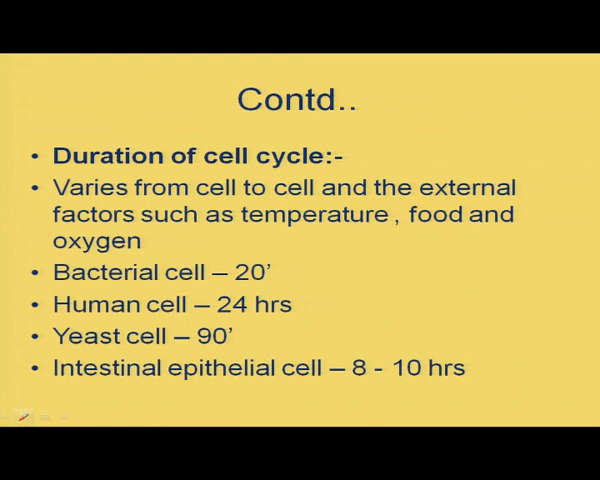 Contd..
• Duration of cell cycle:-
• Varies from cell to cell and the external
factors such as temperature , food and
oxygen
• Bacterial cell – 20’
• Human cell – 24 hrs
• Yeast cell – 90’
• Intestinal epithelial cell – 8 - 10 hrs